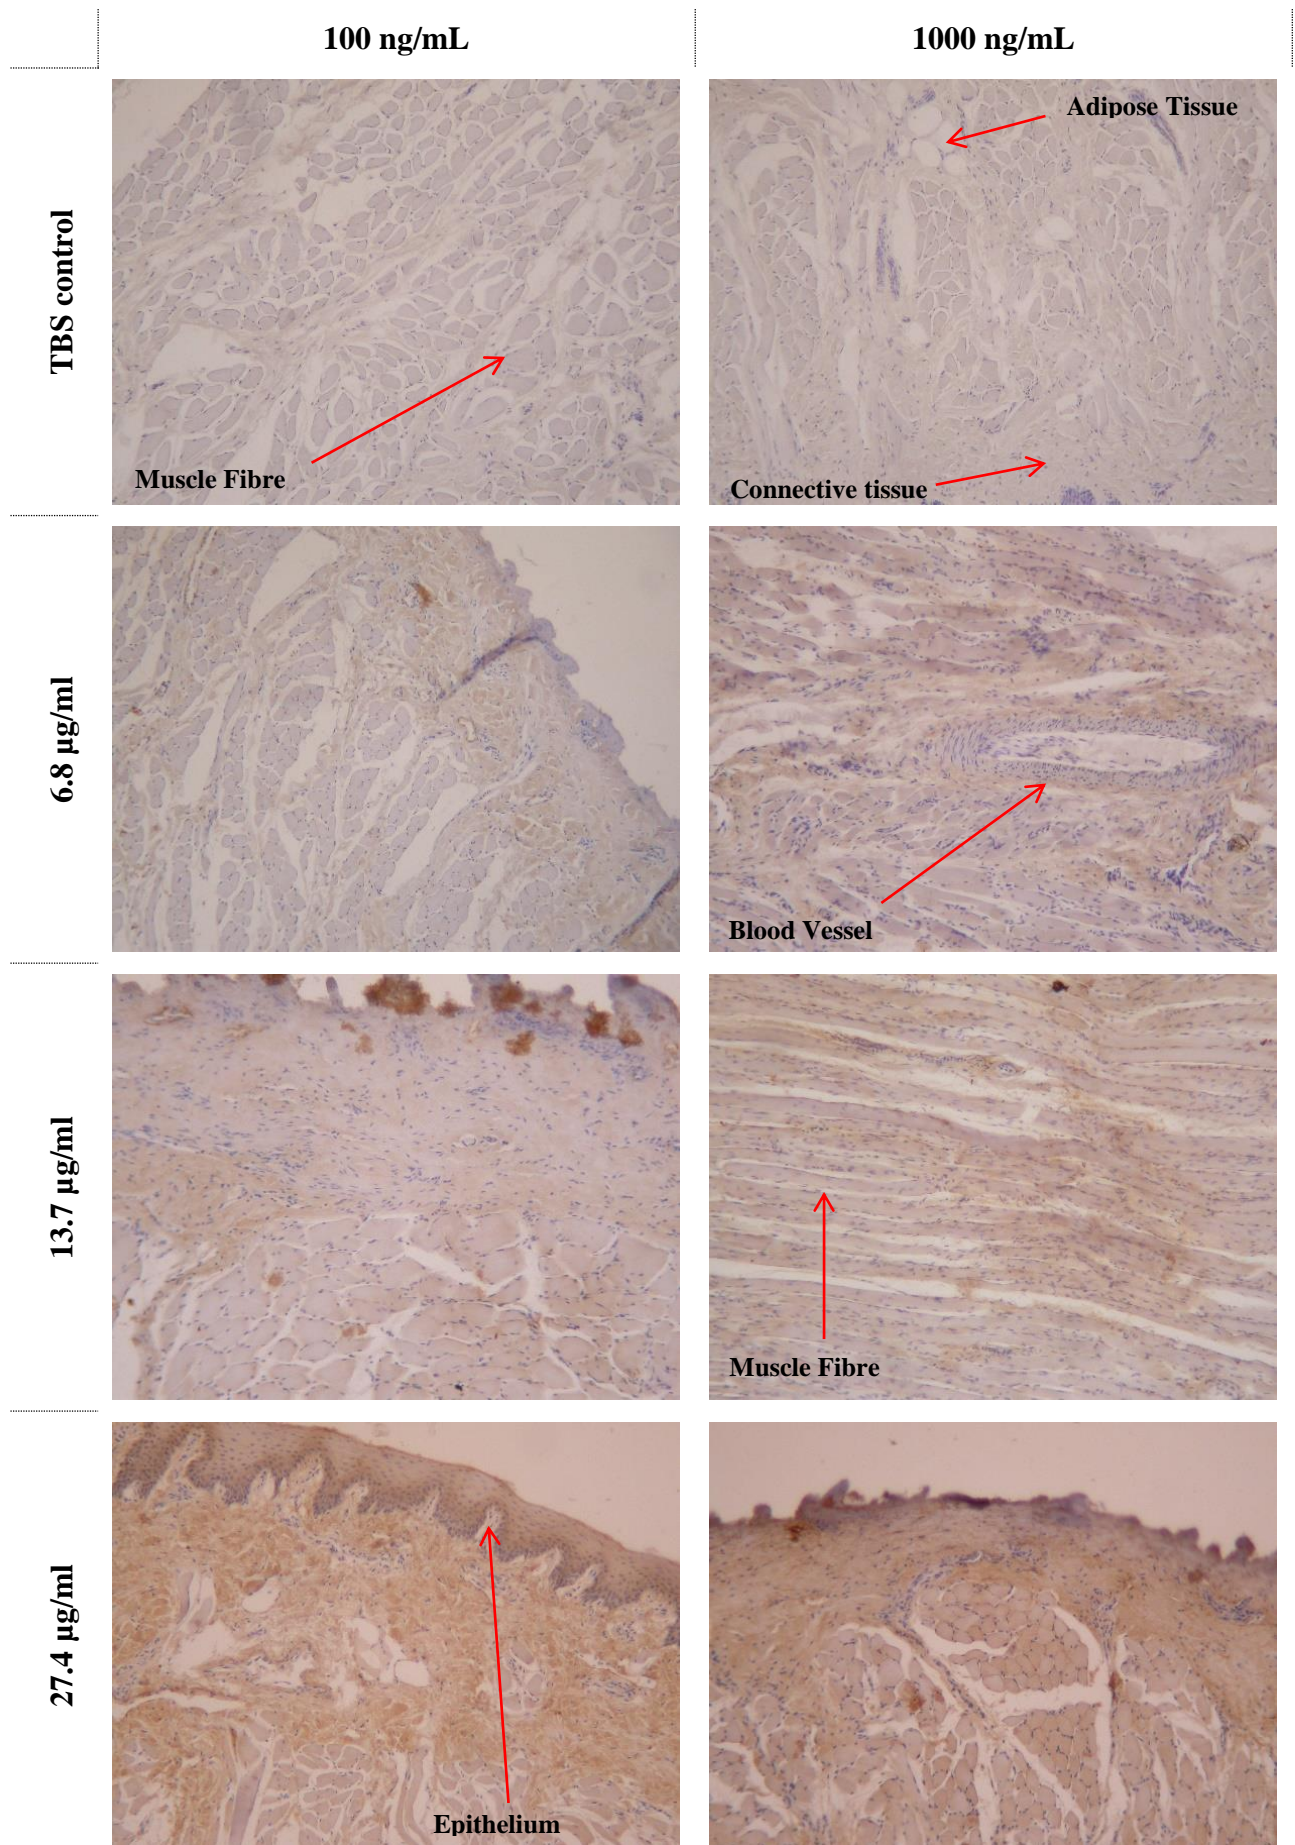 100 ng/mL
1000 ng/mL
TBS control
Adipose Tissue
Muscle Fibre
Connective tissue
6.8 µg/ml
Blood Vessel
13.7 µg/ml
Muscle Fibre
27.4 µg/ml
Epithelium